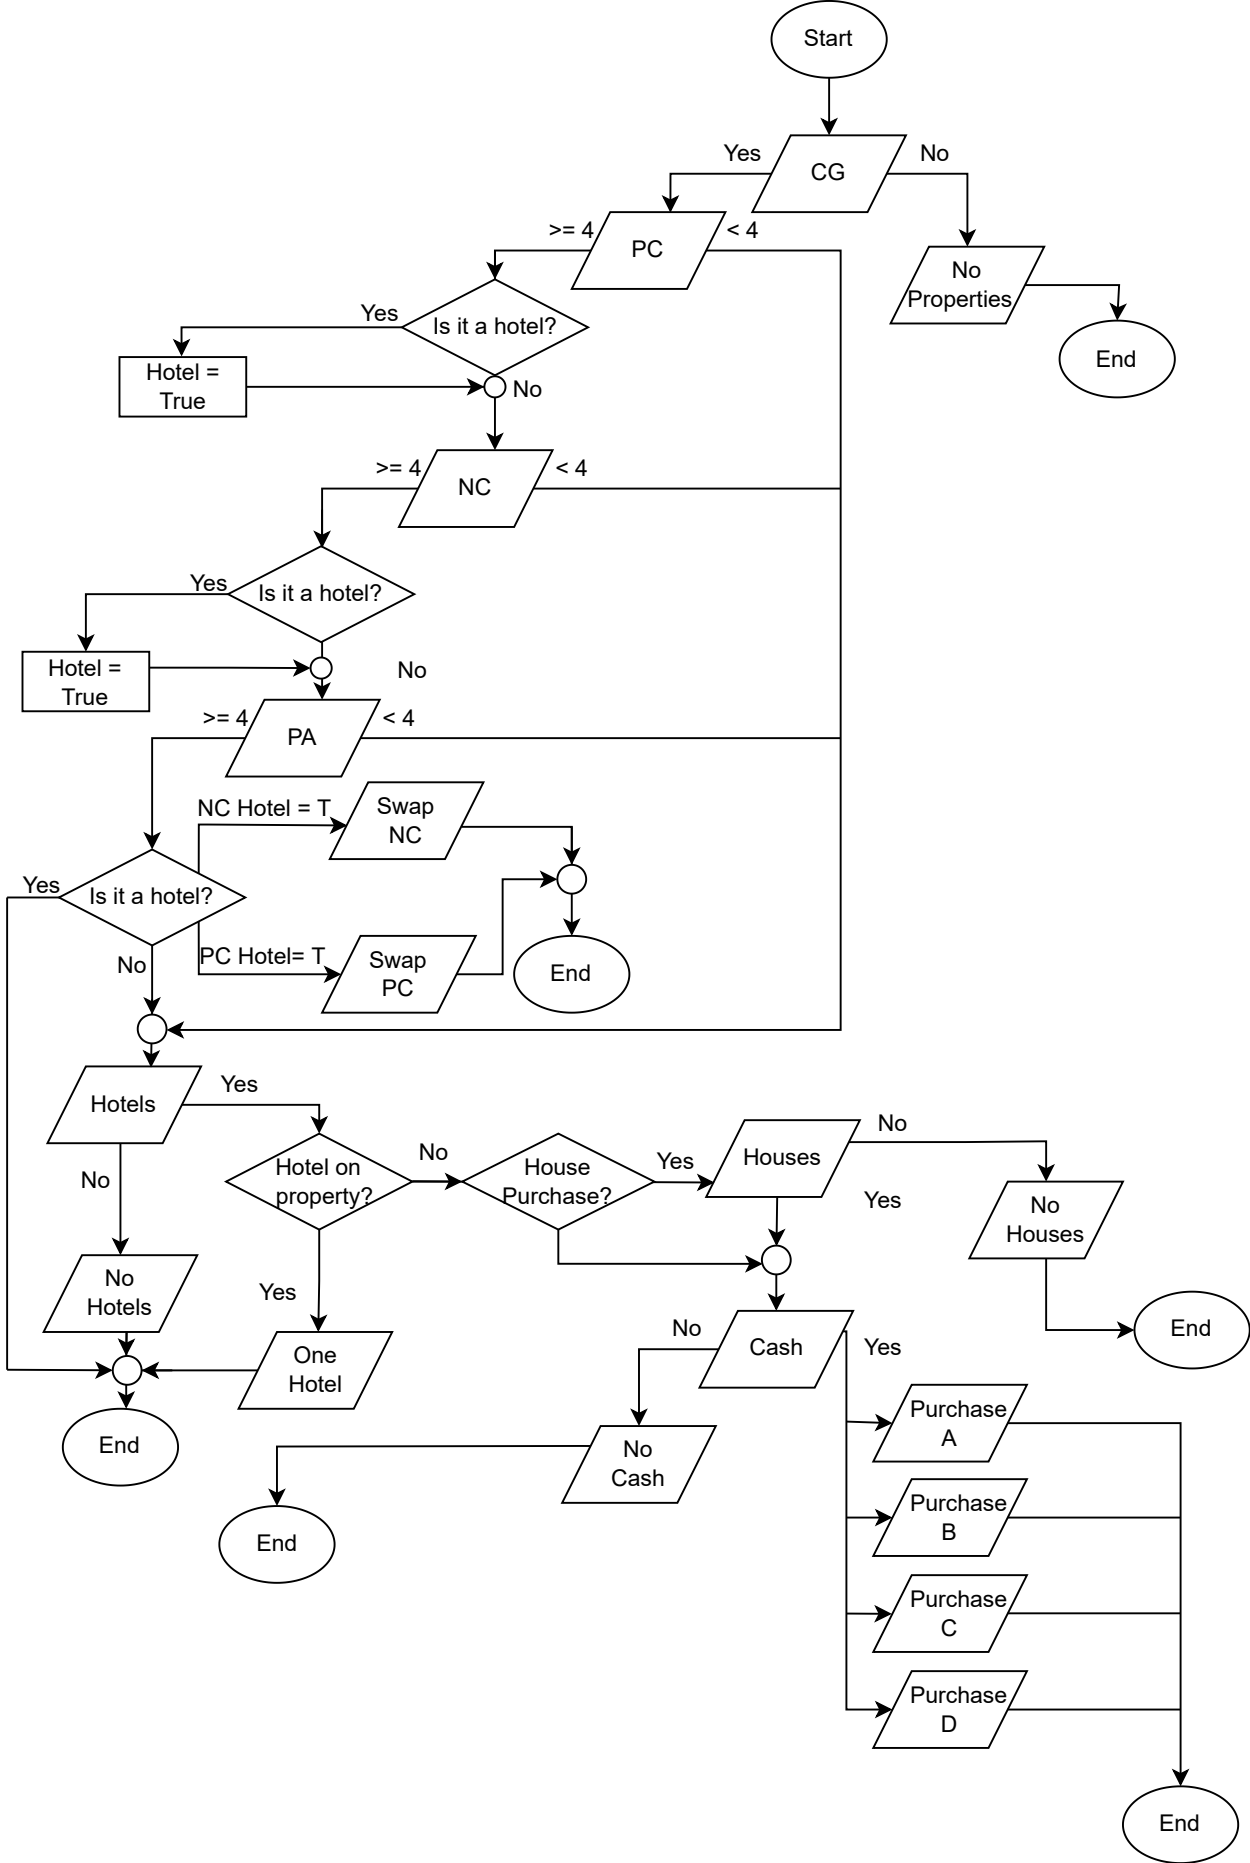 Start
Yes
No
CG
>= 4
< 4
PC
No
Properties
Yes
Is it a hotel?
End
Hotel =
True
No
>= 4
< 4
NC
Yes
Is it a hotel?
Hotel =
True
No
>= 4
< 4
PA
NC Hotel = T
Swap
NC
Yes
Is it a hotel?
PC Hotel= T
Swap
PC
End
No
Hotels
Yes
No
Hotel on
property?
No
House
Purchase?
Yes
Houses
No
Yes
No
Houses
No
Hotels
Yes
One
Hotel
End
No
Cash
Yes
End
No
Cash
End
Purchase
A
Purchase
B
Purchase
C
Purchase
D
End